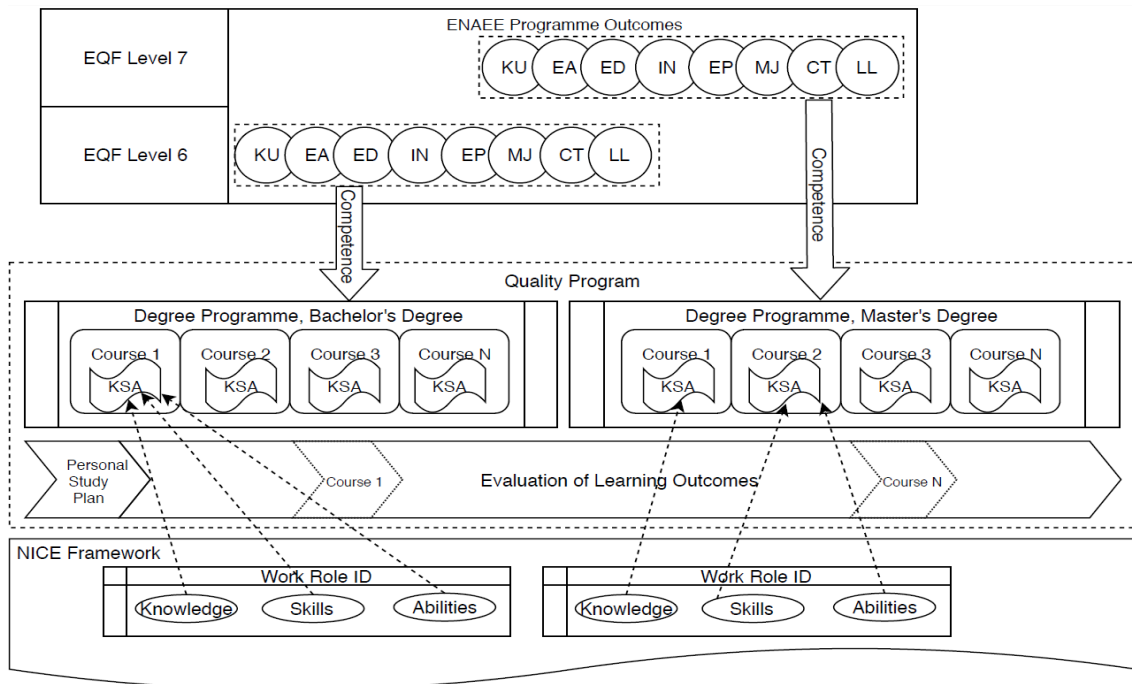 ENAEE Programme Outcomes
EQF Level 7
KU EA ED IN EP MJ CT LL
EQF Level 6
KU EA ED IN EP MJ CT LL
Competence
Competence
Quality Program
Degree Programme, Bachelor's Degree
Course 1 Course 2 Course 3 Course N
KSA KSA KSA KSA
Degree Programme, Master's Degree
Course 1 Course 2 Course 3 Course N
KSA KSA KSA KSA
Personal
Study
Plan
Course 1
Evaluation of Learning Outcomes
Course N
NICE Framework
Work Role ID
Knowledge Skills Abilities
Work Role ID
Knowledge Skills Abilities